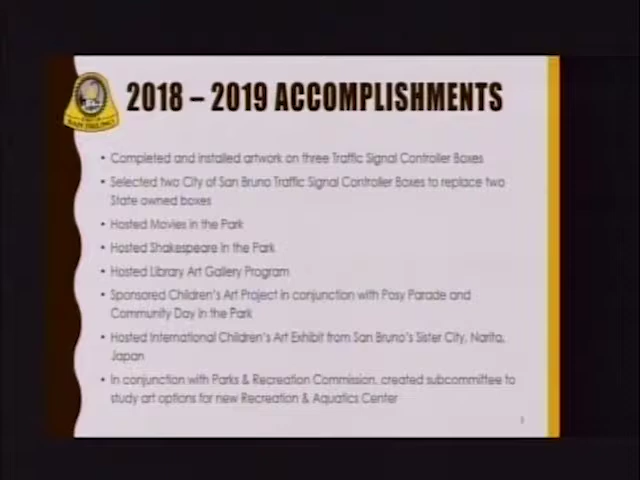 2018 – 2019 ACCOMPLISHMENTS
SAN BRUNO
• Completed and installed artwork on three Traffic Signal Controller Boxes
• Selected two City of San Bruno Traffic Signal Controller Boxes to replace two
State owned boxes
• Hosted Movies in the Park
• Hosted Shakespeare in the Park
• Hosted Library Art Gallery Program
• Sponsored Children's Art Project in conjunction with Posy Parade and
Community Day in the Park
• Hosted International Children's Art Exhibit from San Bruno's Sister City, Narita,
Japan
• In conjunction with Parks & Recreation Commission, created subcommittee to
study art options for new Recreation & Aquatics Center